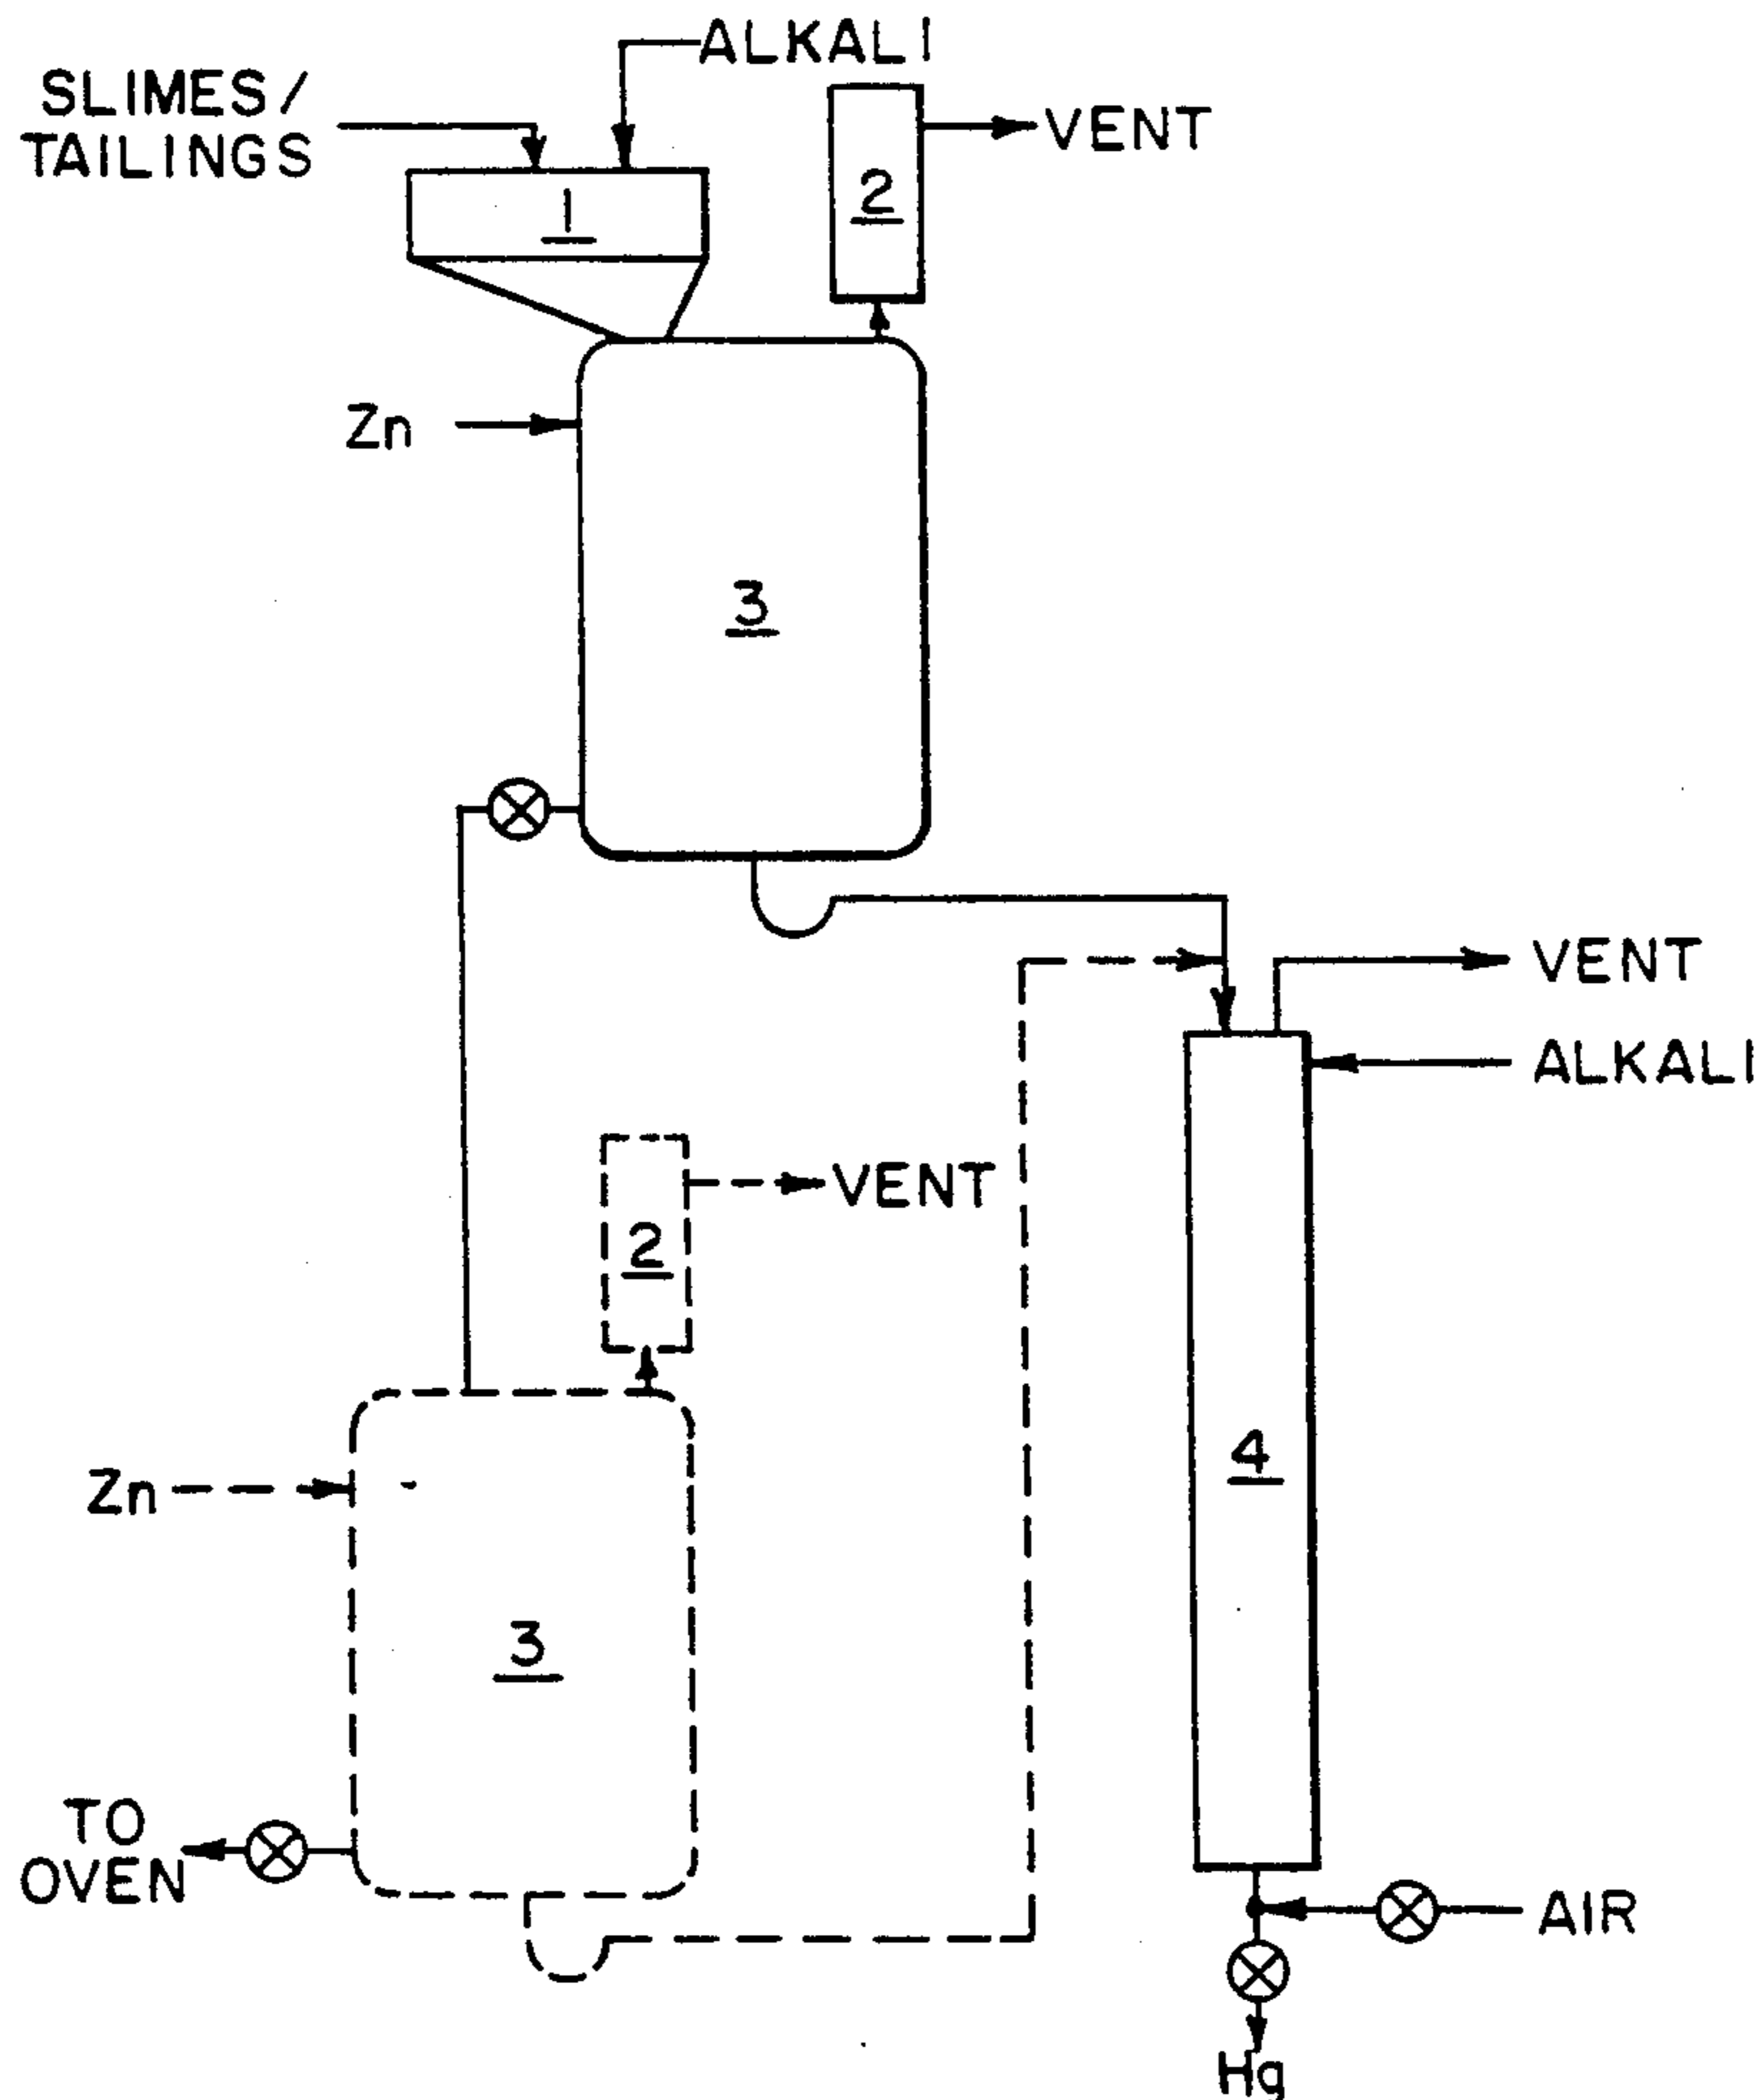 ALKALI
SLIMES/
TAILINGS
VENT
1
2
Zn
3
VENT
ALKALI
2
VENT
4
Zn
3
TO
OVEN
AIR
Hg